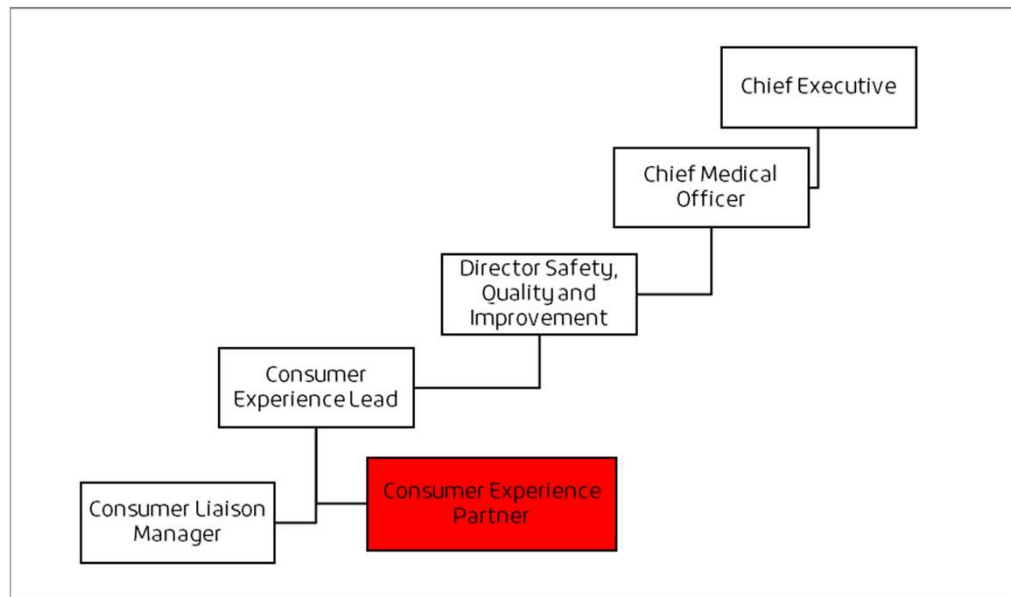 Chief Executive
Chief Medical
Officer
Director Safety,
Quality and
Improvement
Consumer
Experience Lead
Consumer Experience
Partner
Consumer Liaison
Manager